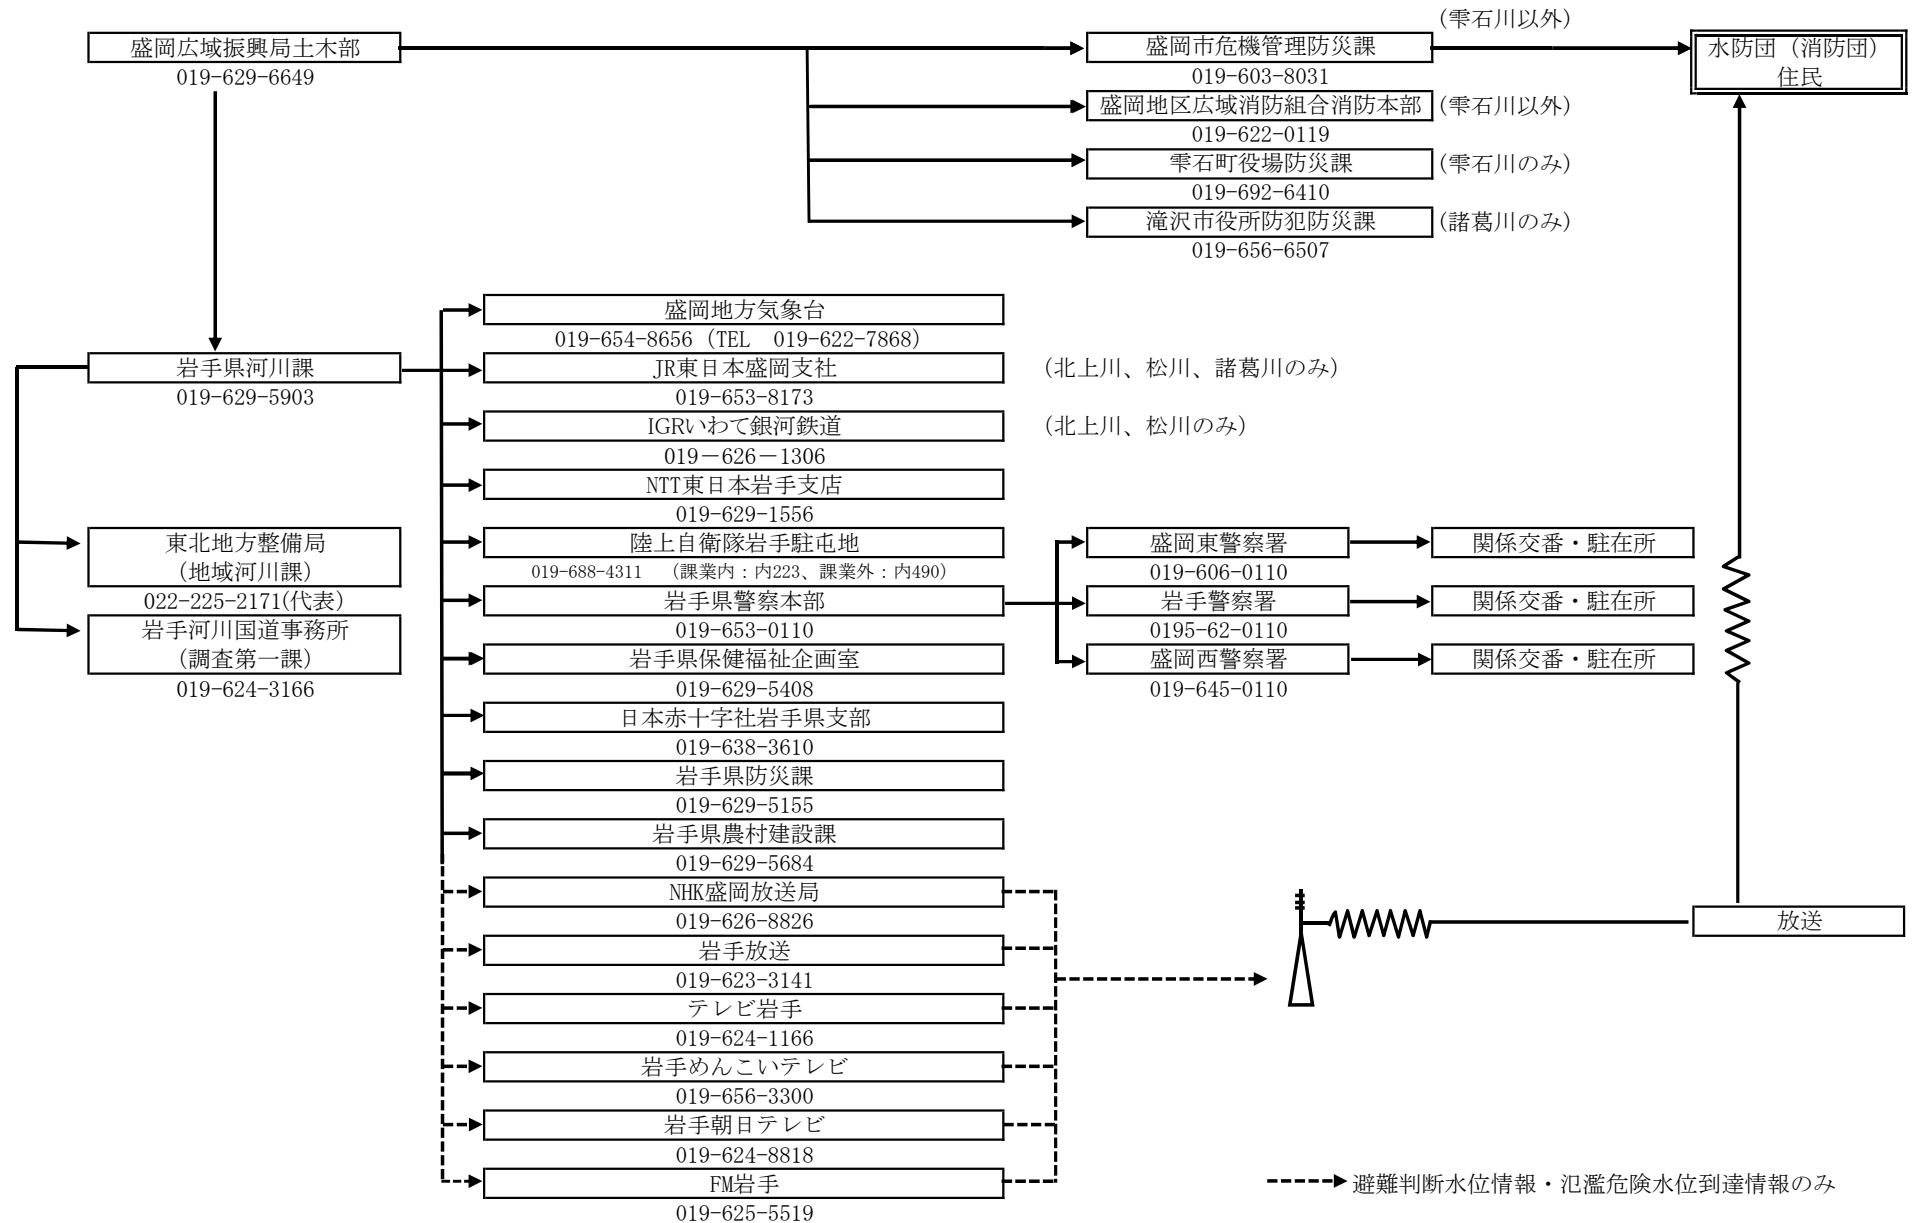 (雫石川以外)
盛岡広域振興局土木部
019-629-6649
盛岡市危機管理防災課
019-603-8031
水防団（消防団）
住民
盛岡地区広域消防組合消防本部
(雫石川以外)
019-622-0119
雫石町役場防災課
(雫石川のみ)
019-692-6410
滝沢市役所防犯防災課
(諸葛川のみ)
019-656-6507
盛岡地方気象台
019-654-8656（TEL　019-622-7868）
岩手県河川課
019-629-5903
JR東日本盛岡支社
（北上川、松川、諸葛川のみ）
019-653-8173
IGRいわて銀河鉄道
（北上川、松川のみ）
019－626－1306
NTT東日本岩手支店
019-629-1556
東北地方整備局
（地域河川課）
022-225-2171(代表）
岩手河川国道事務所
（調査第一課）
019-624-3166
陸上自衛隊岩手駐屯地
019-688-4311　（課業内：内223、課業外：内490）
岩手県警察本部
019-653-0110
盛岡東警察署
関係交番・駐在所
019-606-0110
岩手警察署
関係交番・駐在所
0195-62-0110
盛岡西警察署
関係交番・駐在所
019-645-0110
岩手県保健福祉企画室
019-629-5408
日本赤十字社岩手県支部
019-638-3610
岩手県防災課
019-629-5155
岩手県農村建設課
019-629-5684
NHK盛岡放送局
019-626-8826
岩手放送
019-623-3141
放送
テレビ岩手
019-624-1166
岩手めんこいテレビ
019-656-3300
岩手朝日テレビ
019-624-8818
FM岩手
019-625-5519
避難判断水位情報・氾濫危険水位到達情報のみ